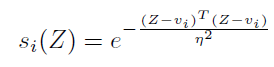 $s_i(Z) = e^{-\frac{(Z-v_i)^T(Z-v_i)}{\eta^2}}$